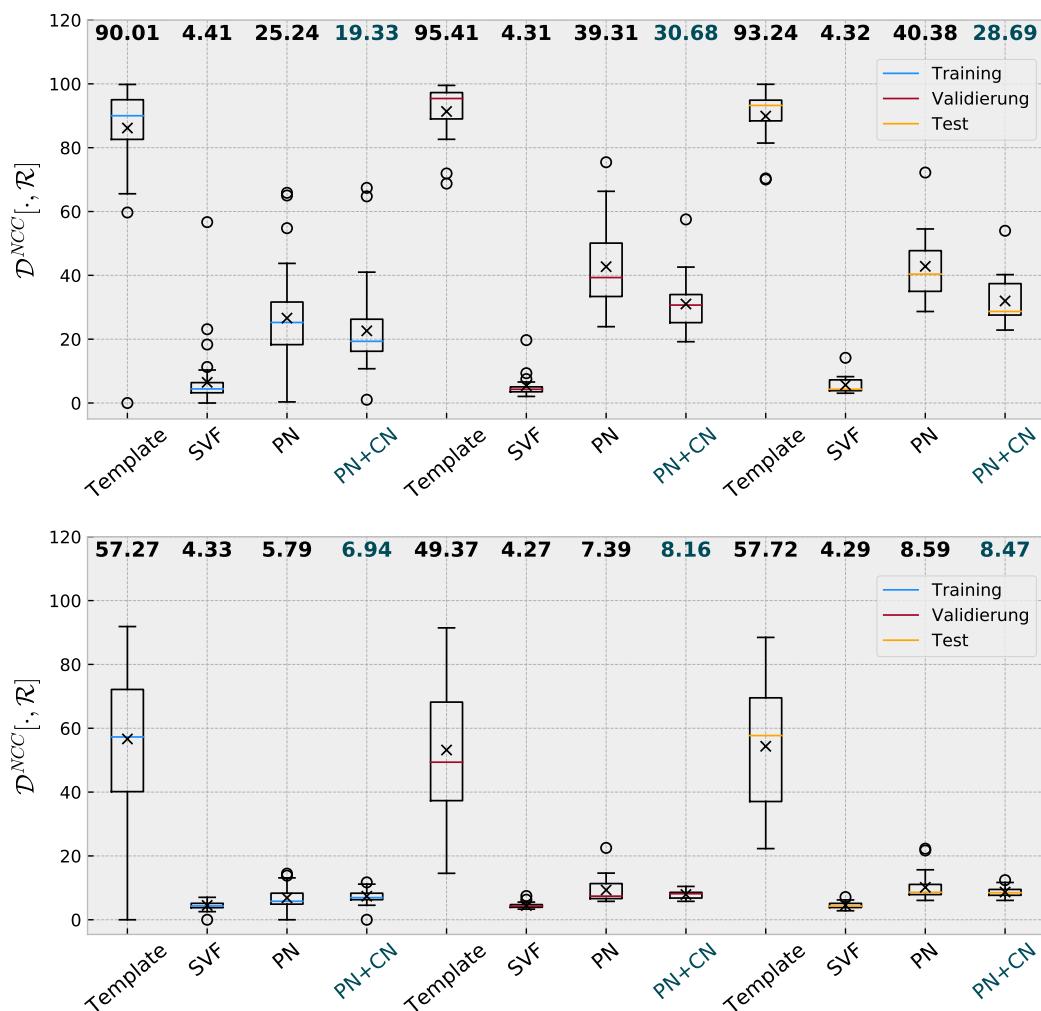 120
90.01 4.41 25.24 19.33 95.41 4.31 39.31 30.68 93.24 4.32 40.38 28.69
Training
Validierung
Test
100
80
60
40
20
0
𝒟^NCC[., ℛ]
Template SVF PN PN+CN Template SVF PN PN+CN Template SVF PN PN+CN
120
57.27 4.33 5.79 6.94 49.37 4.27 7.39 8.16 57.72 4.29 8.59 8.47
Training
Validierung
Test
100
80
60
40
20
0
𝒟^NCC[., ℛ]
Template SVF PN PN+CN Template SVF PN PN+CN Template SVF PN PN+CN